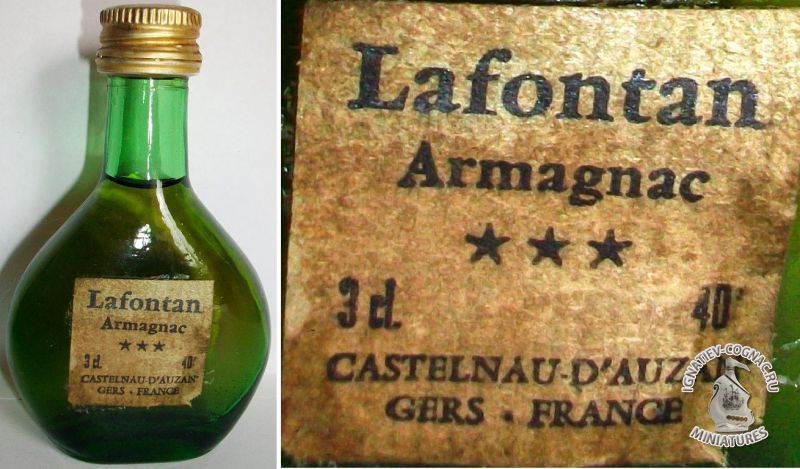 Lafontan
Armagnac
★★★
3 cl. 40°
CASTELNAU-D'AUZAN
GERS • FRANCE
Lafontan
Armagnac
★★★
3 cl. 40°
CASTELNAU-D'AUZAN
GERS • FRANCE
IGNATIEV-COGNAC.RU
MINIATURES